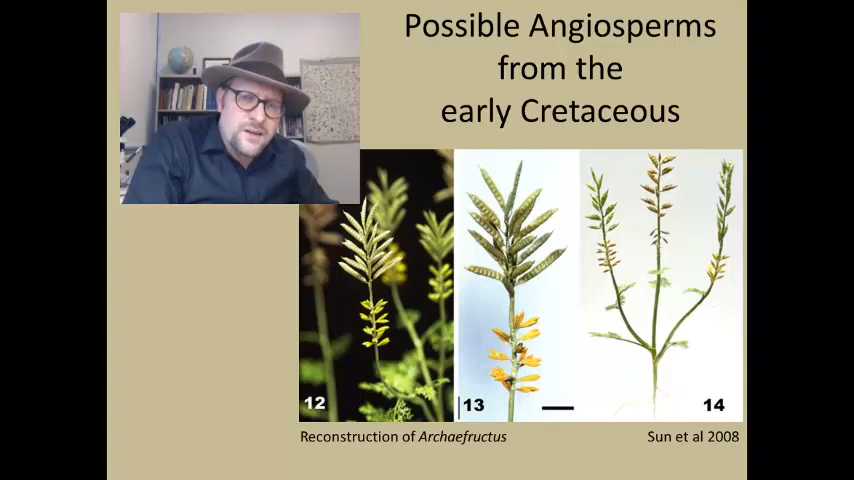 Possible Angiosperms
from the
early Cretaceous
12
13
14
Reconstruction of Archaefructus
Sun et al 2008